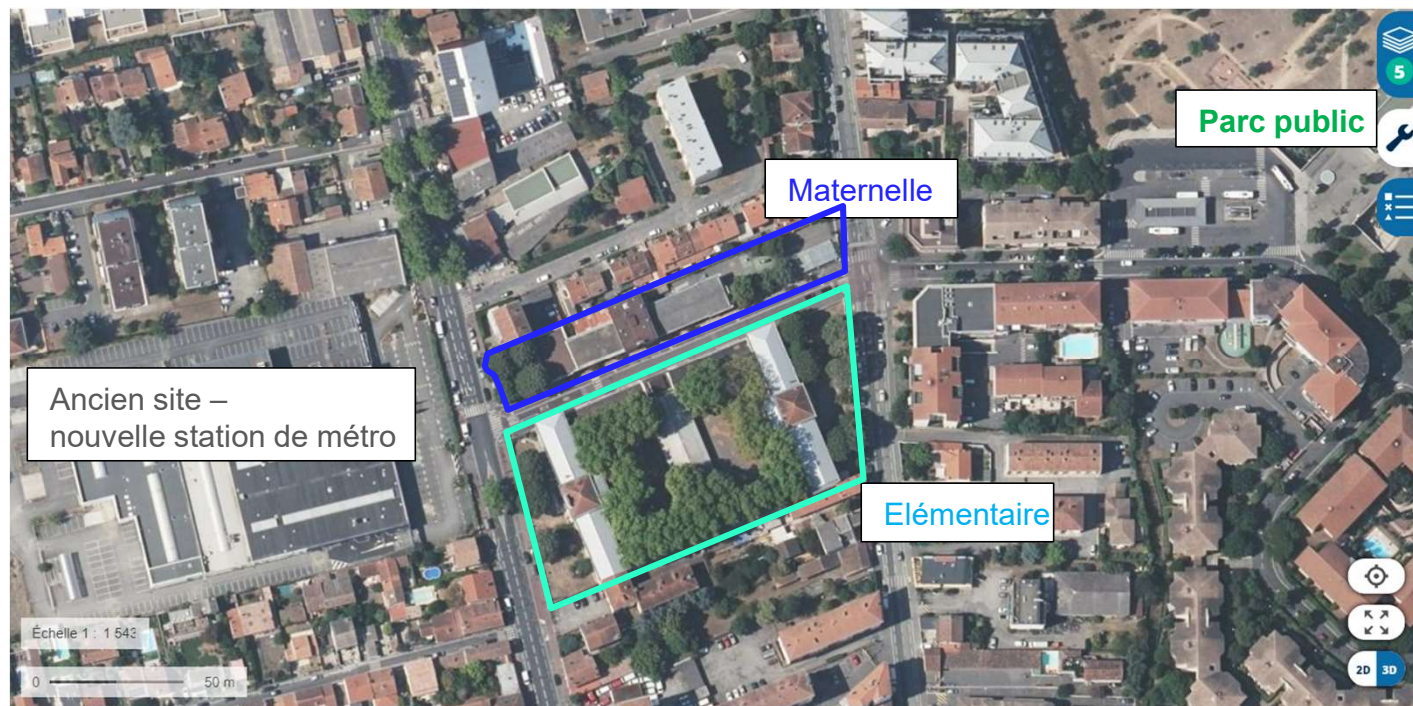 5
Parc public
Maternelle
Ancien site –
nouvelle station de métro
Elémentaire
Échelle 1 : 1 543
0 50 m
2D 3D